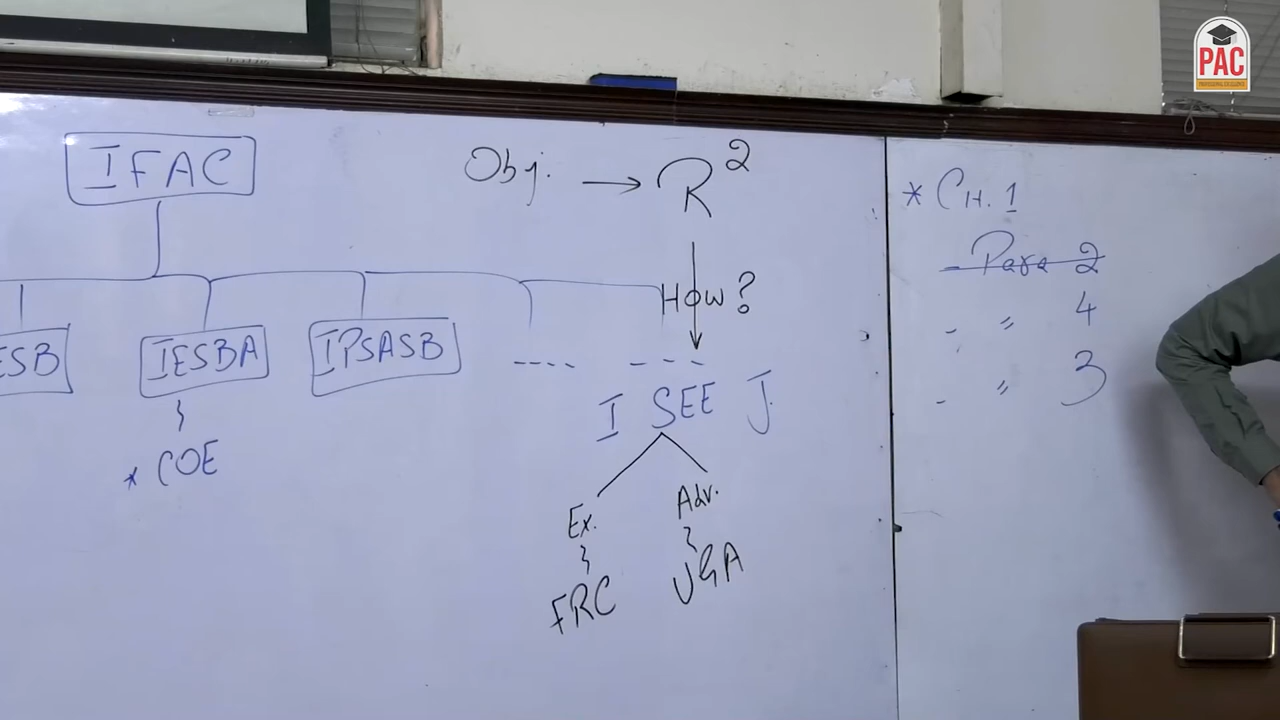 PAC
IFAC
Obj. → R²
How?
ESB IESBA IPSASB ---- ----
* COE
I SEE J.
Ex. Adv.
FRC
* CH. 1
- Para 2
- 〃 4
- 〃 3